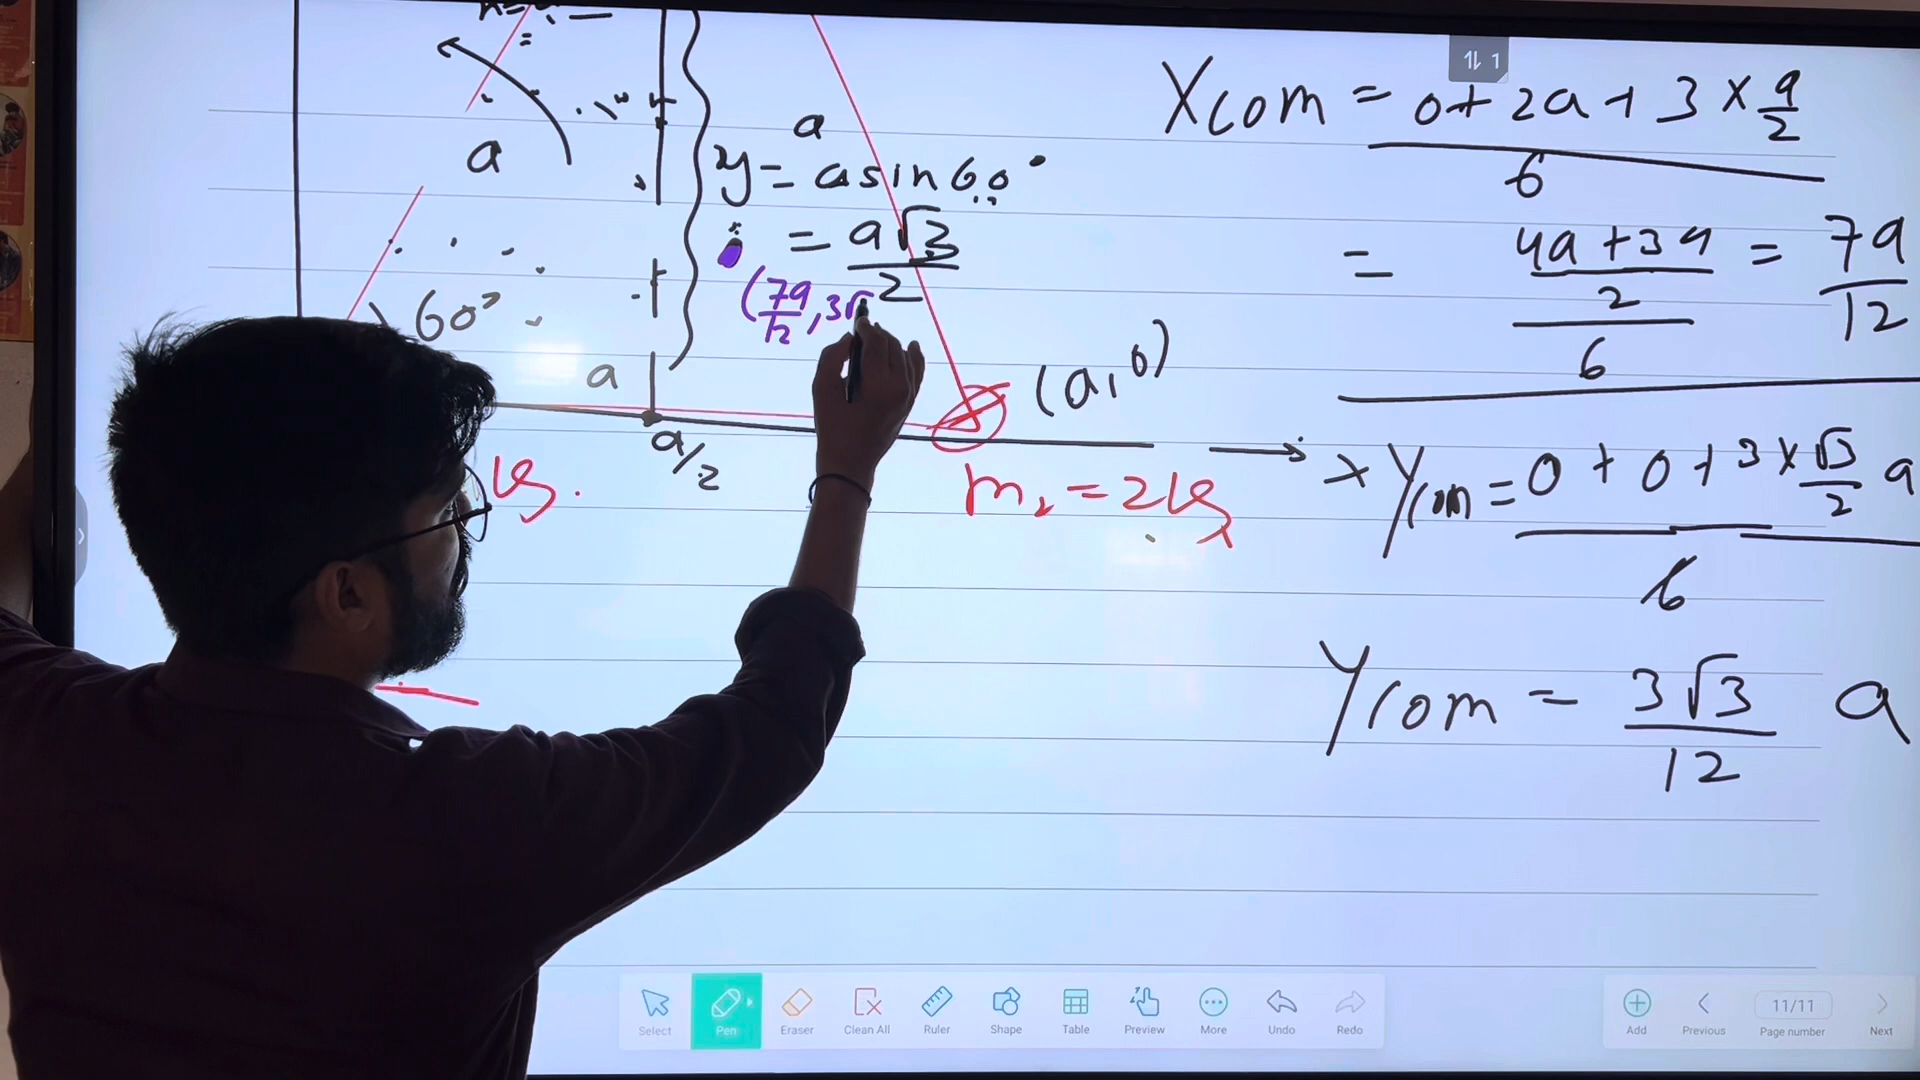 a
y = a sin 60°
= a√3
2
a
60°
(7a/12, 3√
a
a/2
(a, 0)
kg.
m₂ = 2kg
⇅ 1
Xcom = 0 + 2a + 3 × a/2
6
= 4a + 3a = 7a
2 12
6
x
Ycom = 0 + 0 + 3 × √3/2 a
6
Ycom = 3√3 a
12
Select Pen Eraser Clean All Ruler Shape Table Preview More Undo Redo
Add Previous 11/11 Page number Next